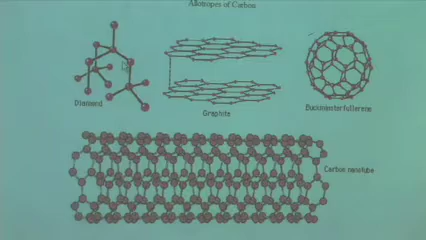 Allotropes of Carbon
Diamond
Graphite
Buckminsterfullerene
Carbon nanotube